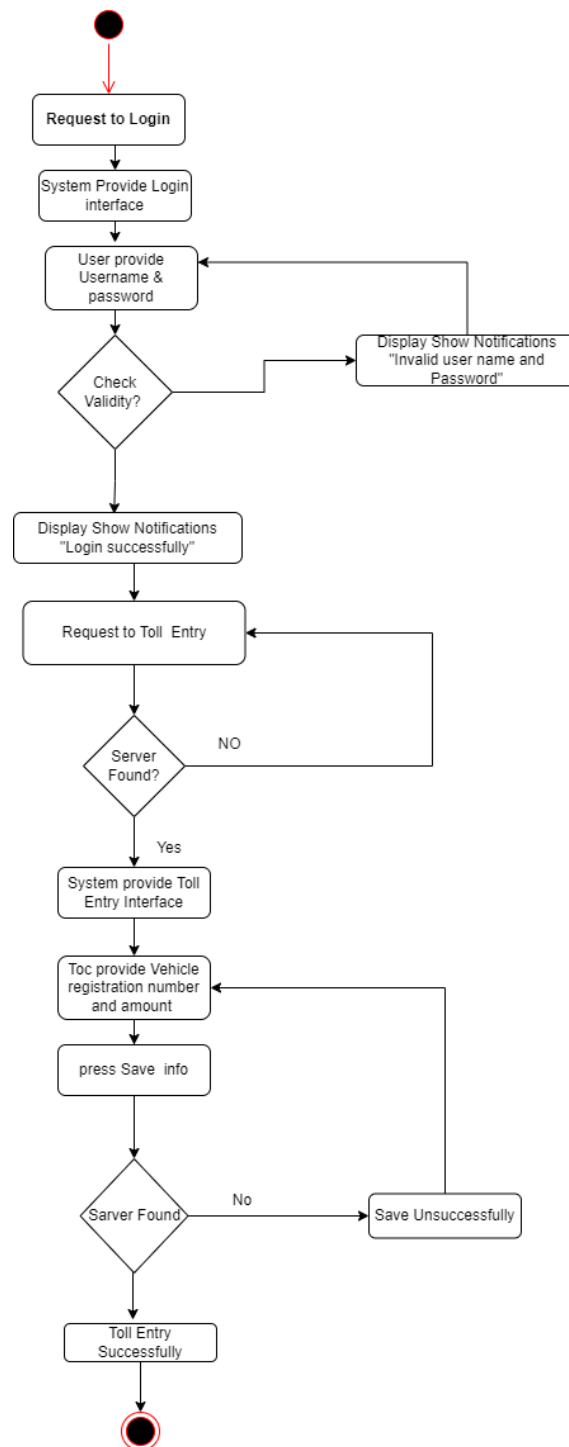 Request to Login
System Provide Login
interface
User provide
Username &
password
Display Show Notifications
"Invalid user name and
Password"
Check
Validity?
Display Show Notifications
"Login successfully"
Request to Toll Entry
NO
Server
Found?
Yes
System provide Toll
Entry Interface
Toc provide Vehicle
registration number
and amount
press Save info
No
Sarver Found
Save Unsuccessfully
Toll Entry
Successfully